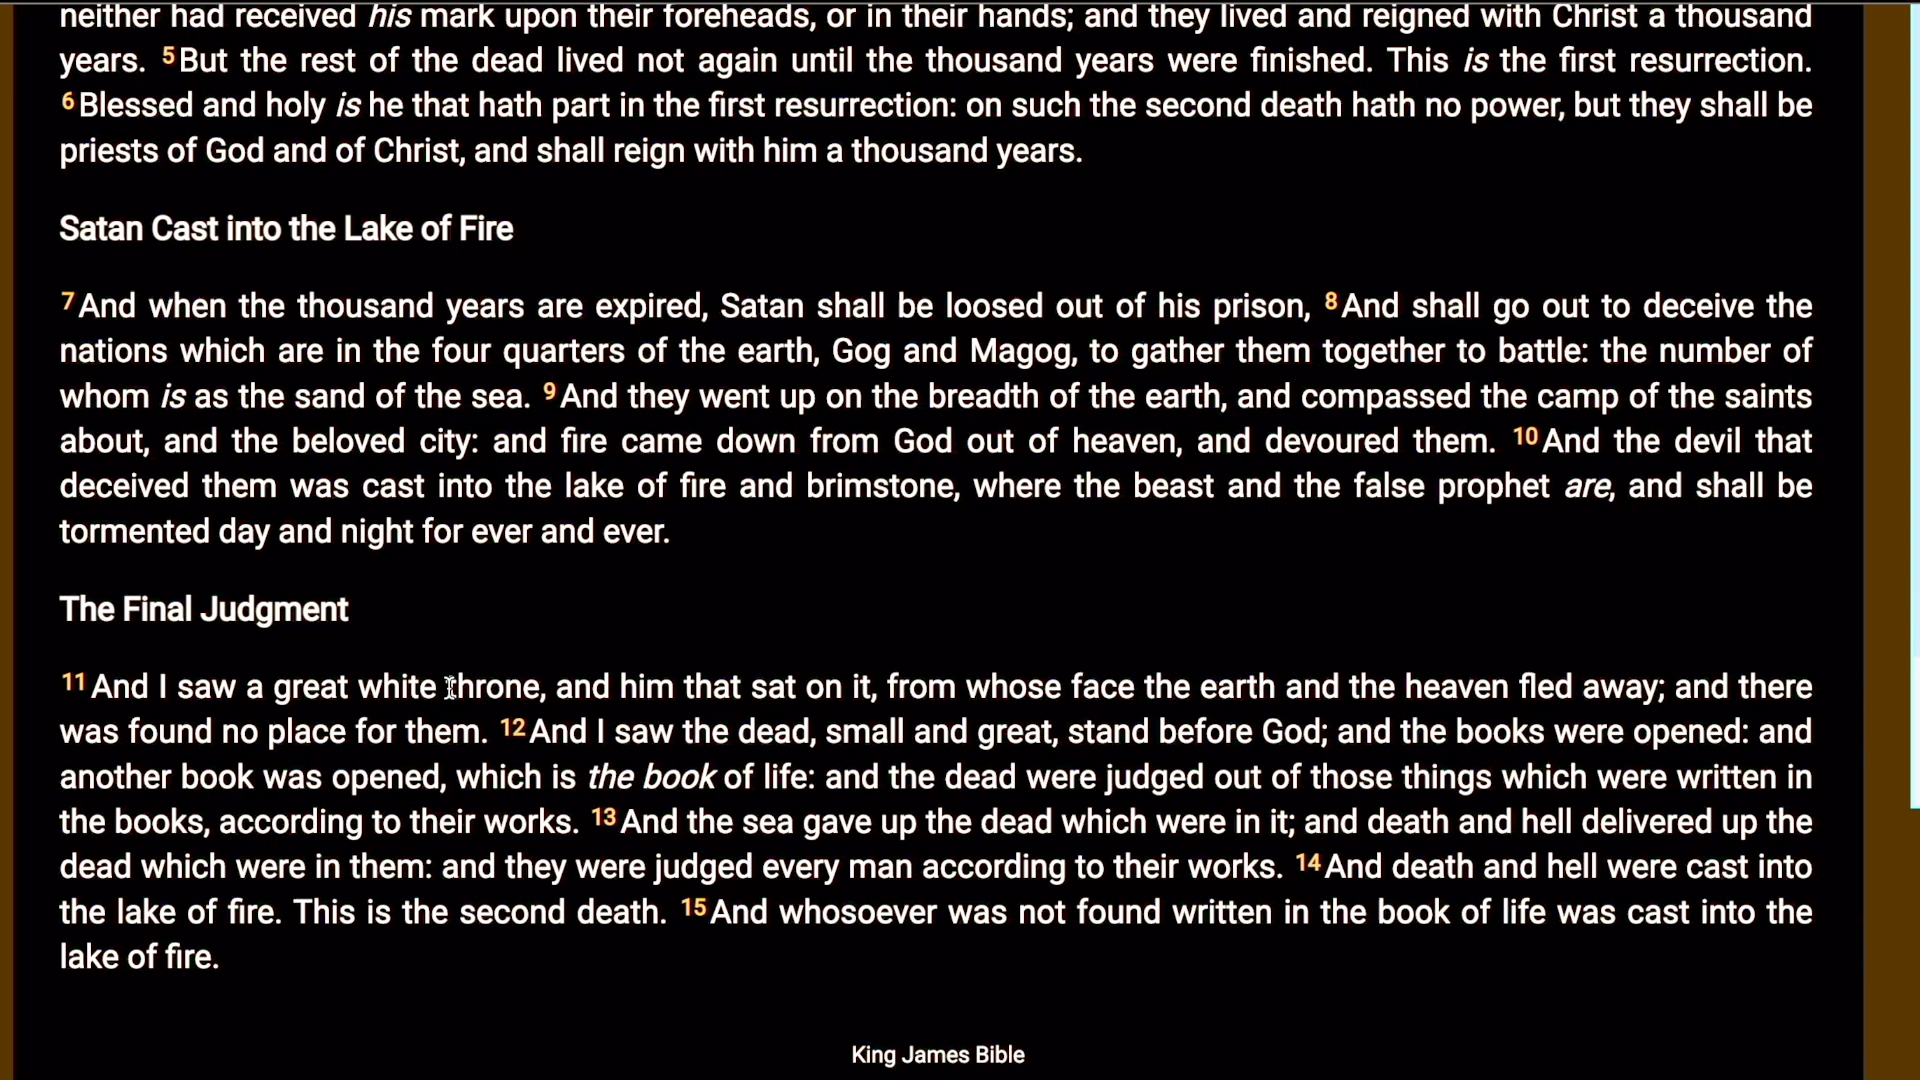 neither had received his mark upon their foreheads, or in their hands; and they lived and reigned with Christ a thousand
years. 5 But the rest of the dead lived not again until the thousand years were finished. This is the first resurrection.
6 Blessed and holy is he that hath part in the first resurrection: on such the second death hath no power, but they shall be
priests of God and of Christ, and shall reign with him a thousand years.
Satan Cast into the Lake of Fire
7 And when the thousand years are expired, Satan shall be loosed out of his prison, 8 And shall go out to deceive the
nations which are in the four quarters of the earth, Gog and Magog, to gather them together to battle: the number of
whom is as the sand of the sea. 9 And they went up on the breadth of the earth, and compassed the camp of the saints
about, and the beloved city: and fire came down from God out of heaven, and devoured them. 10 And the devil that
deceived them was cast into the lake of fire and brimstone, where the beast and the false prophet are, and shall be
tormented day and night for ever and ever.
The Final Judgment
11 And I saw a great white throne, and him that sat on it, from whose face the earth and the heaven fled away; and there
was found no place for them. 12 And I saw the dead, small and great, stand before God; and the books were opened: and
another book was opened, which is the book of life: and the dead were judged out of those things which were written in
the books, according to their works. 13 And the sea gave up the dead which were in it; and death and hell delivered up the
dead which were in them: and they were judged every man according to their works. 14 And death and hell were cast into
the lake of fire. This is the second death. 15 And whosoever was not found written in the book of life was cast into the
lake of fire.
King James Bible